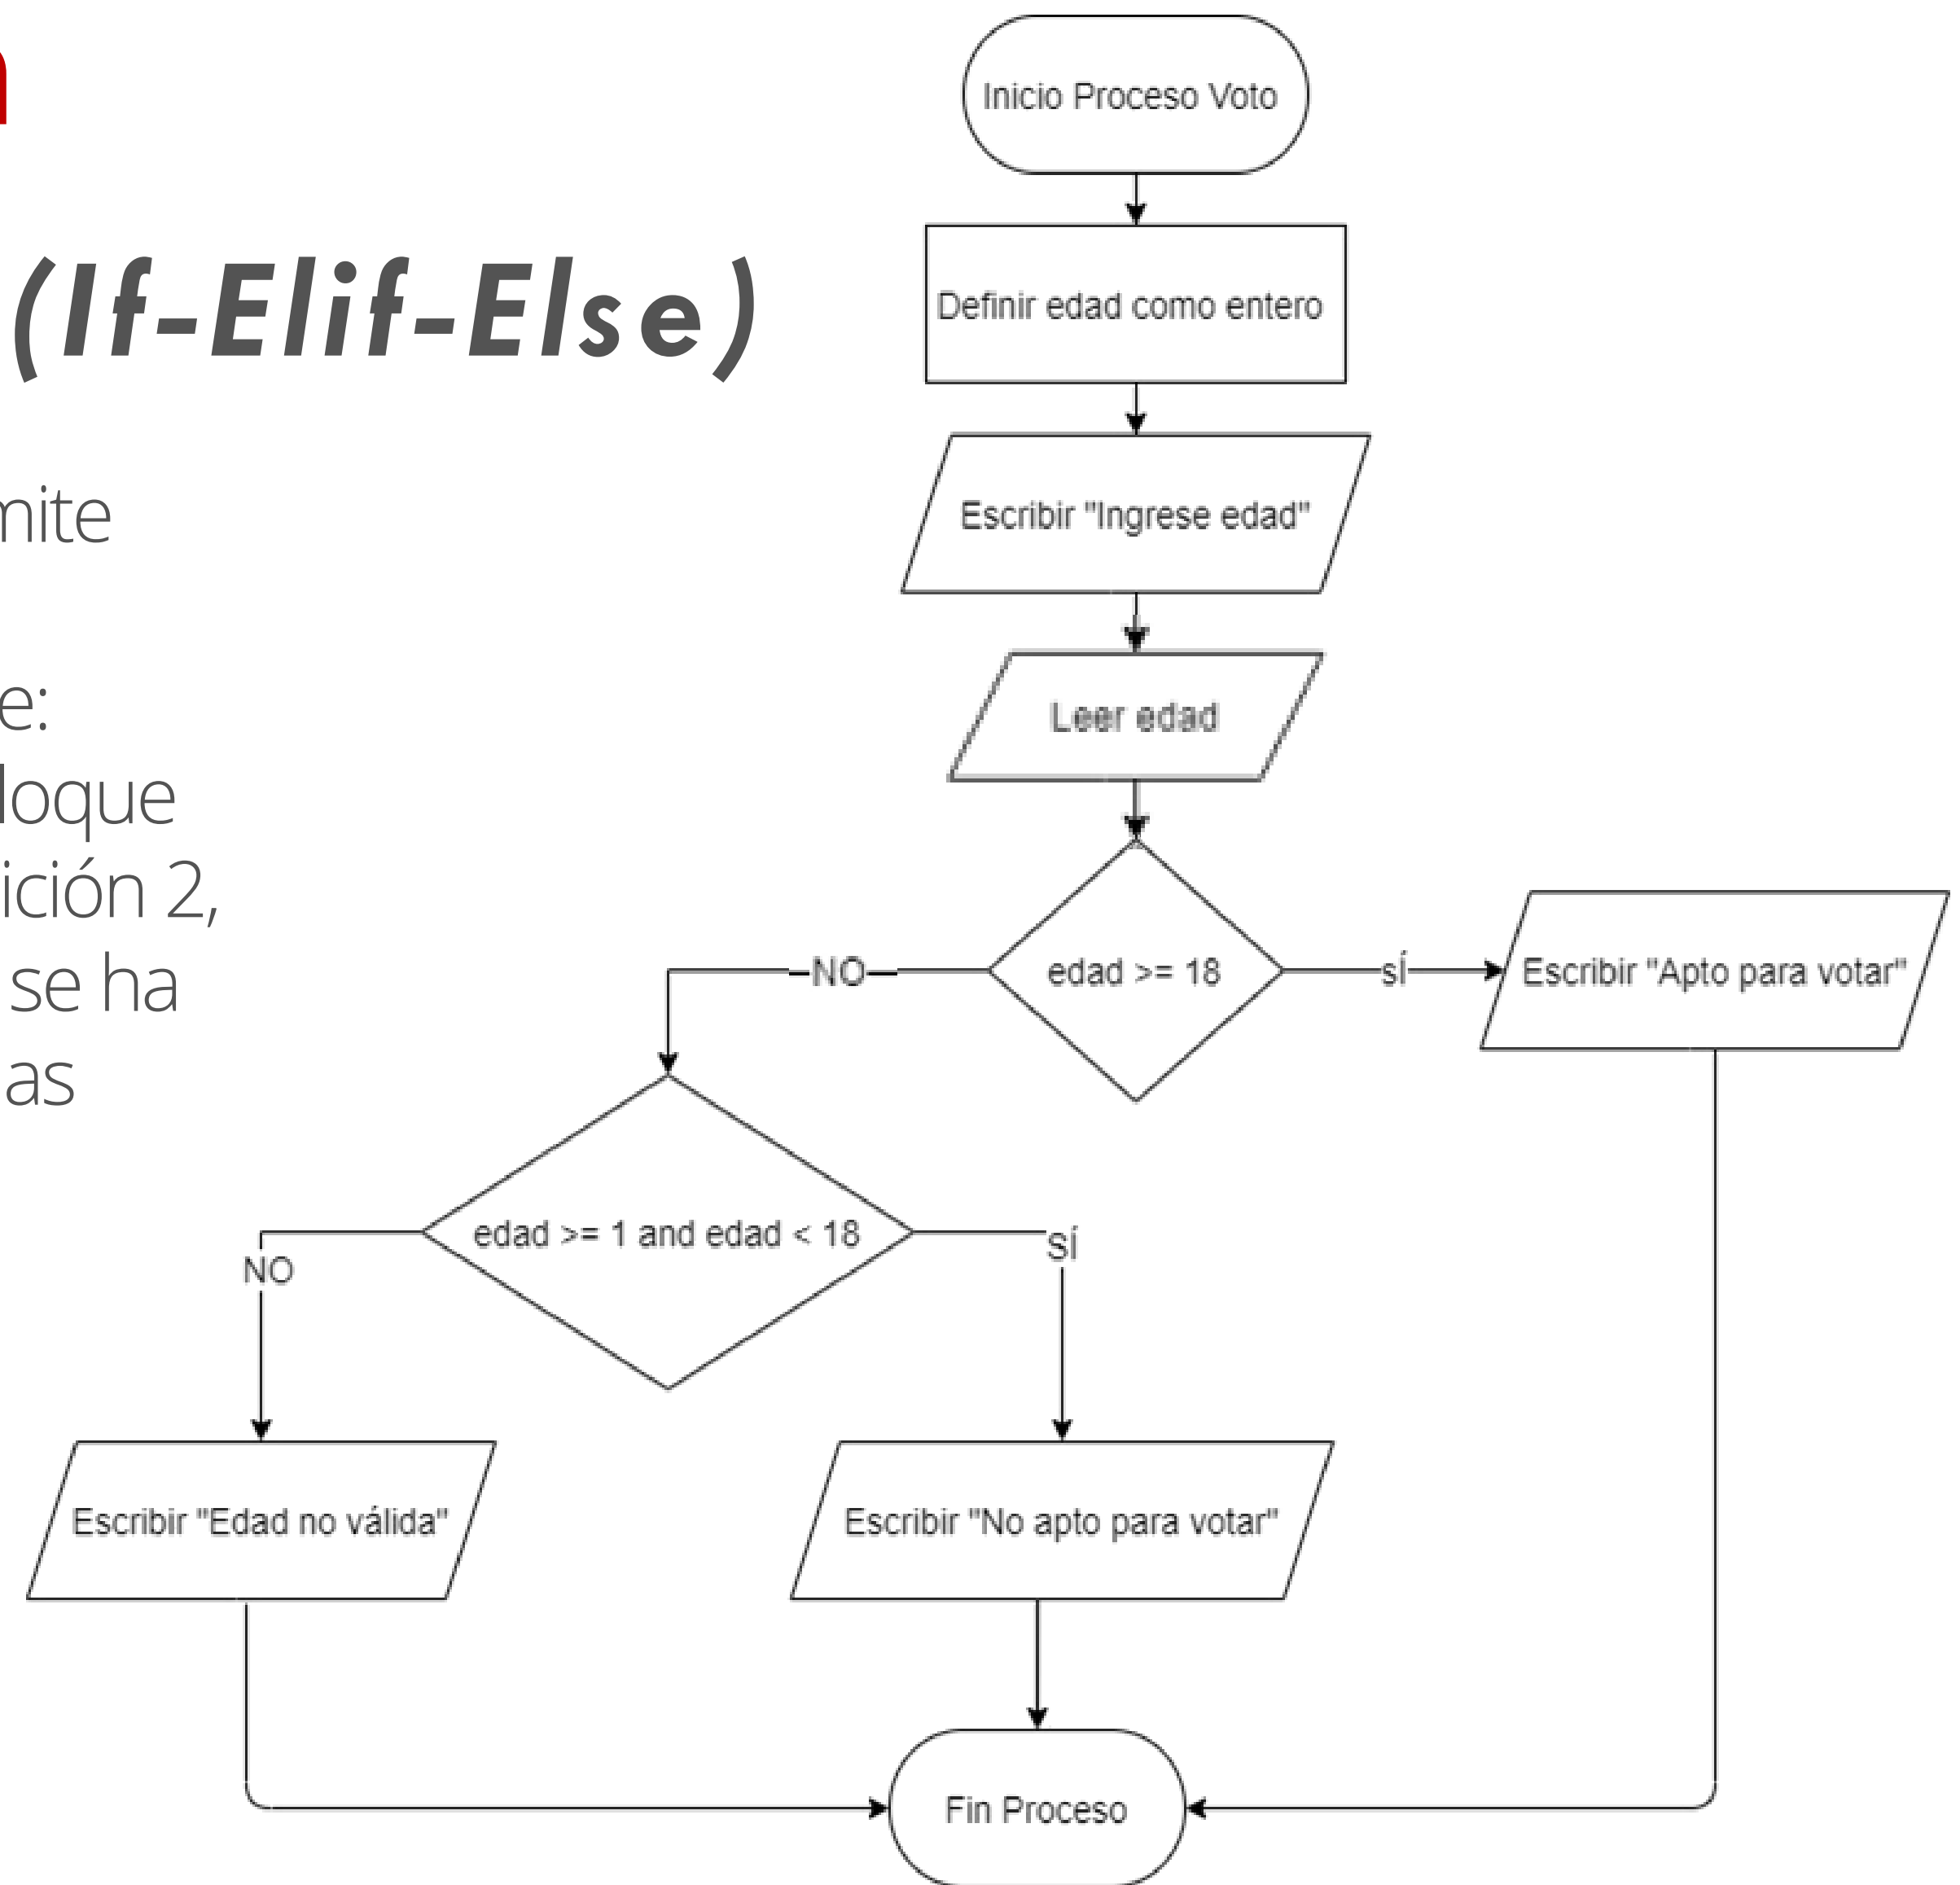 (If-Elif-Else)
mite
e:
loque
ición 2,
se ha
as
Inicio Proceso Voto
Definir edad como entero
Escribir "Ingrese edad"
Leer edad
edad >= 18
NO
SÍ
Escribir "Apto para votar"
edad >= 1 and edad < 18
NO
SÍ
Escribir "Edad no válida"
Escribir "No apto para votar"
Fin Proceso